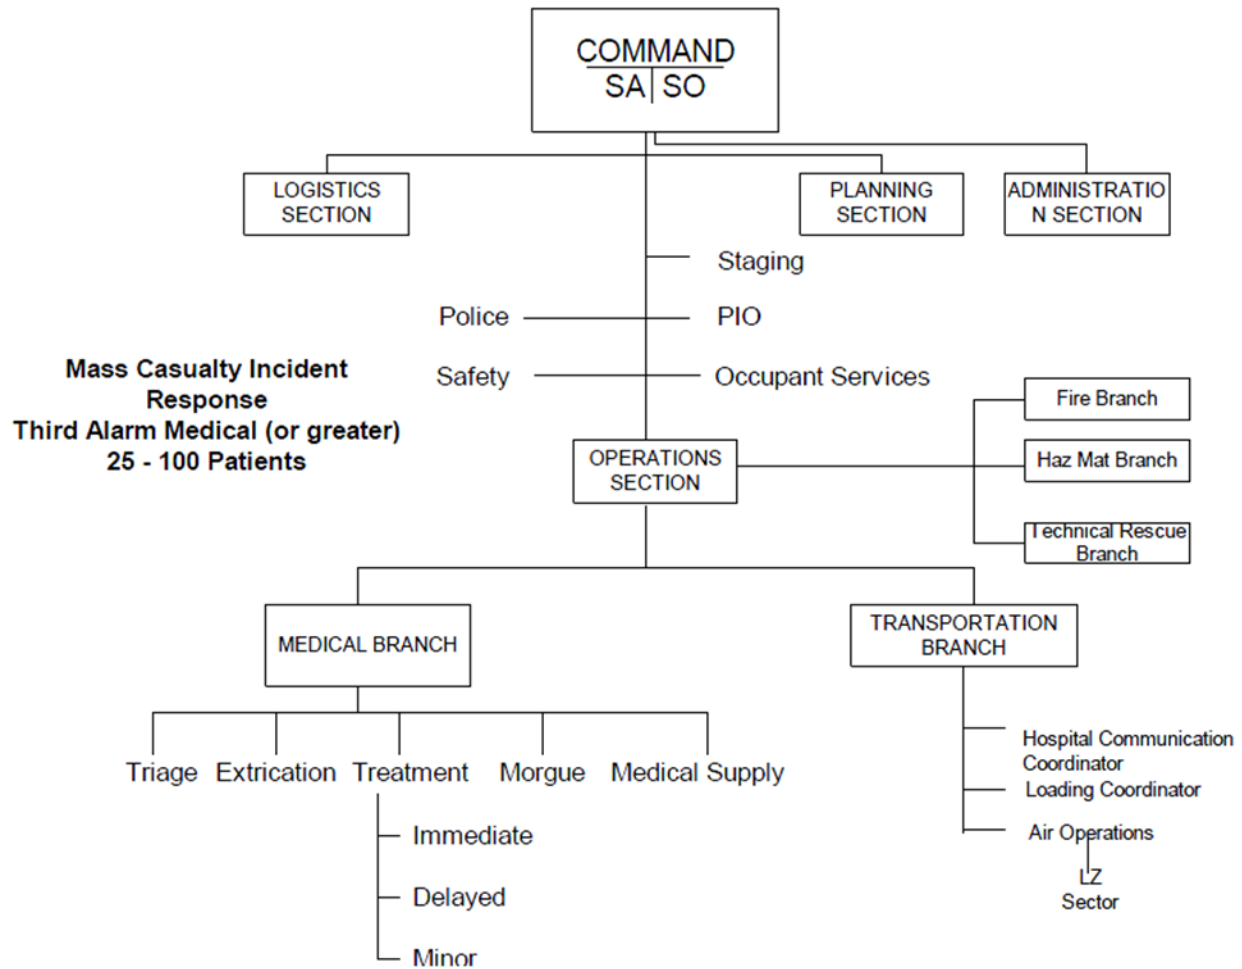 COMMAND
SA SO
LOGISTICS
SECTION
PLANNING
SECTION
ADMINISTRATIO
N SECTION
Staging
Police
PIO
Safety
Occupant Services
Mass Casualty Incident
Response
Third Alarm Medical (or greater)
25 - 100 Patients
OPERATIONS
SECTION
Fire Branch
Haz Mat Branch
Technical Rescue
Branch
MEDICAL BRANCH
TRANSPORTATION
BRANCH
Triage
Extrication
Treatment
Morgue
Medical Supply
Immediate
Delayed
Minor
Hospital Communication
Coordinator
Loading Coordinator
Air Operations
LZ
Sector